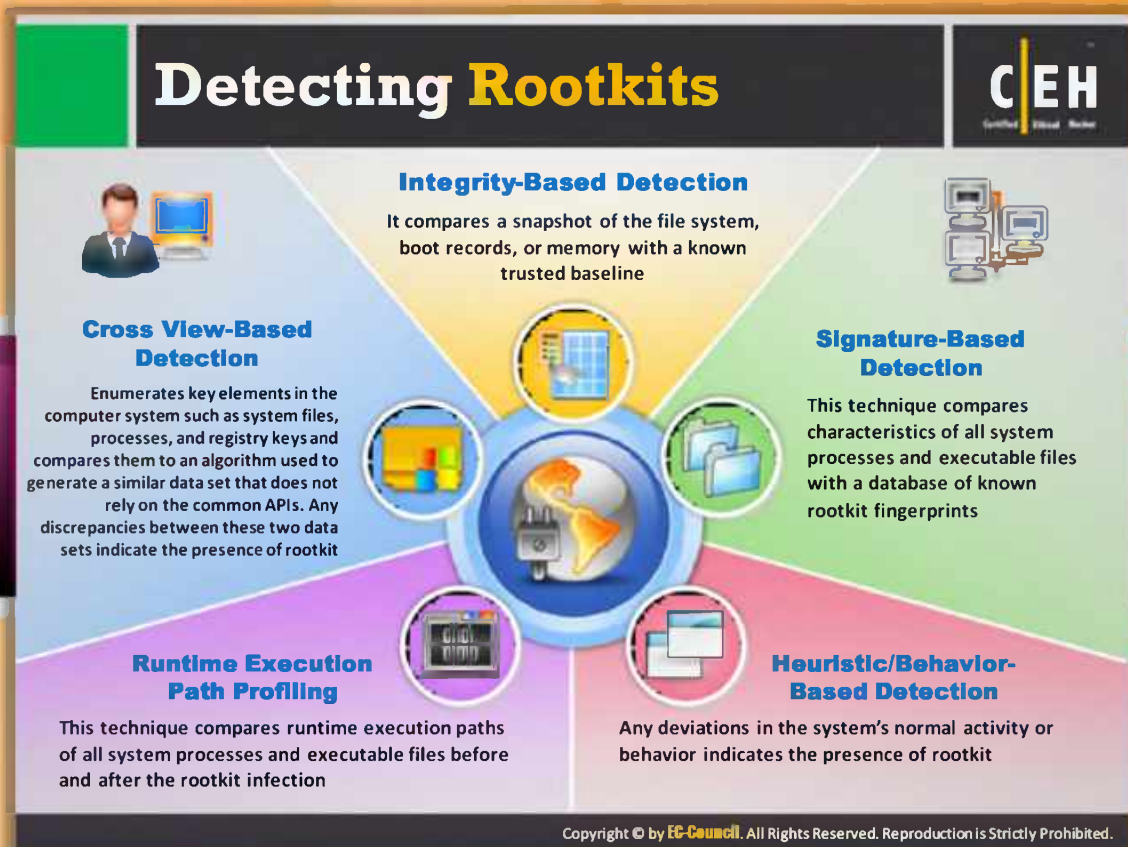 Detecting Rootkits
C|EH
Certified Ethical Hacker
Integrity-Based Detection
It compares a snapshot of the file system,
boot records, or memory with a known
trusted baseline
Cross View-Based
Detection
Enumerates key elements in the
computer system such as system files,
processes, and registry keys and
compares them to an algorithm used to
generate a similar data set that does not
rely on the common APIs. Any
discrepancies between these two data
sets indicate the presence of rootkit
Signature-Based
Detection
This technique compares
characteristics of all system
processes and executable files
with a database of known
rootkit fingerprints
Runtime Execution
Path Profiling
This technique compares runtime execution paths
of all system processes and executable files before
and after the rootkit infection
Heuristic/Behavior-
Based Detection
Any deviations in the system's normal activity or
behavior indicates the presence of rootkit
Copyright © by EC-Council. All Rights Reserved. Reproduction is Strictly Prohibited.